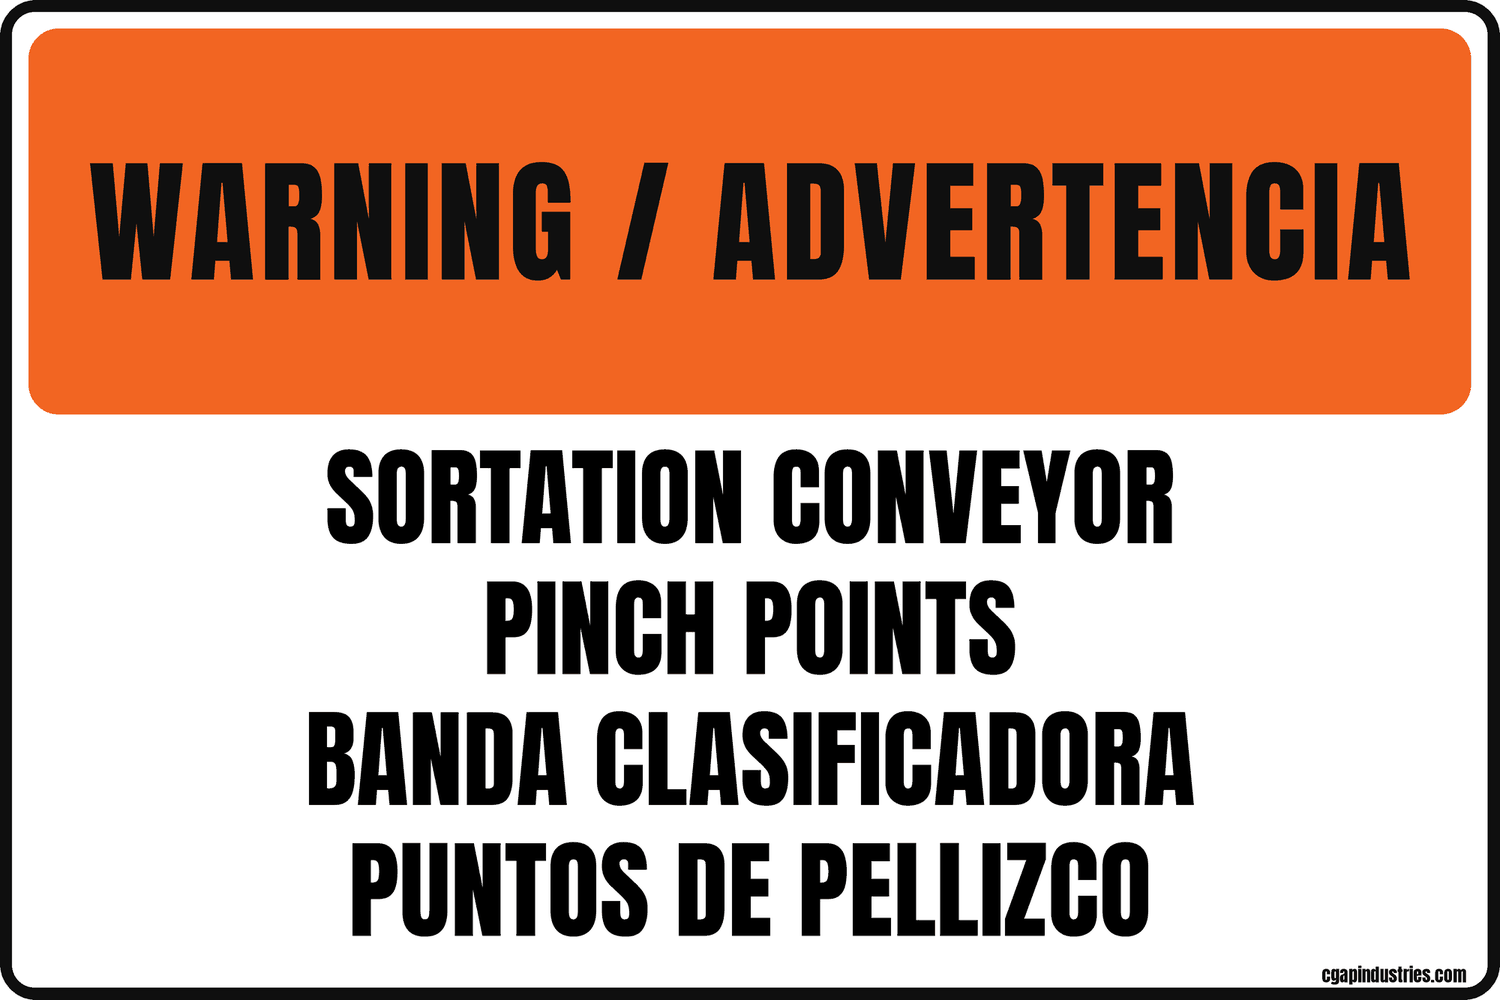 WARNING / ADVERTENCIA
SORTATION CONVEYOR
PINCH POINTS
BANDA CLASIFICADORA
PUNTOS DE PELLIZCO
cgapindustries.com